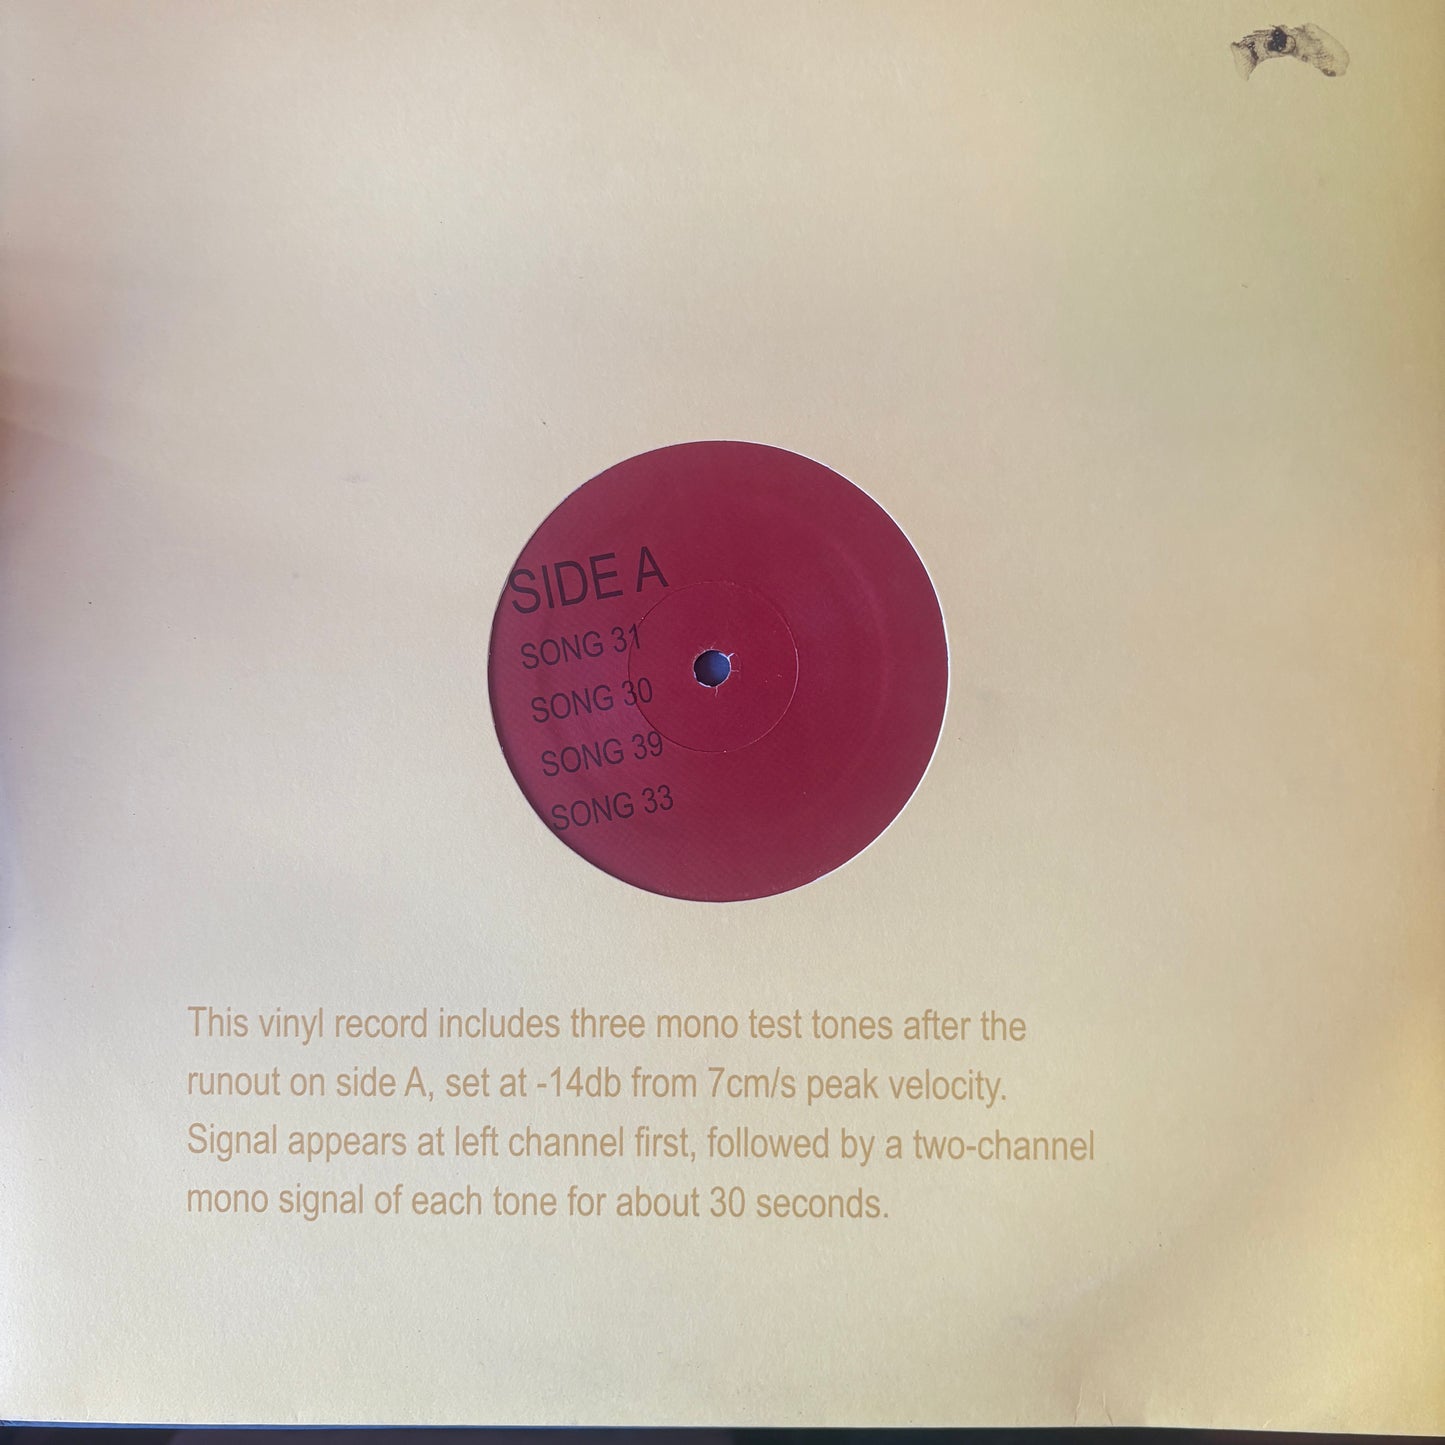 SIDE A
SONG 31
SONG 30
SONG 39
SONG 33
This vinyl record includes three mono test tones after the
runout on side A, set at -14db from 7cm/s peak velocity.
Signal appears at left channel first, followed by a two-channel
mono signal of each tone for about 30 seconds.